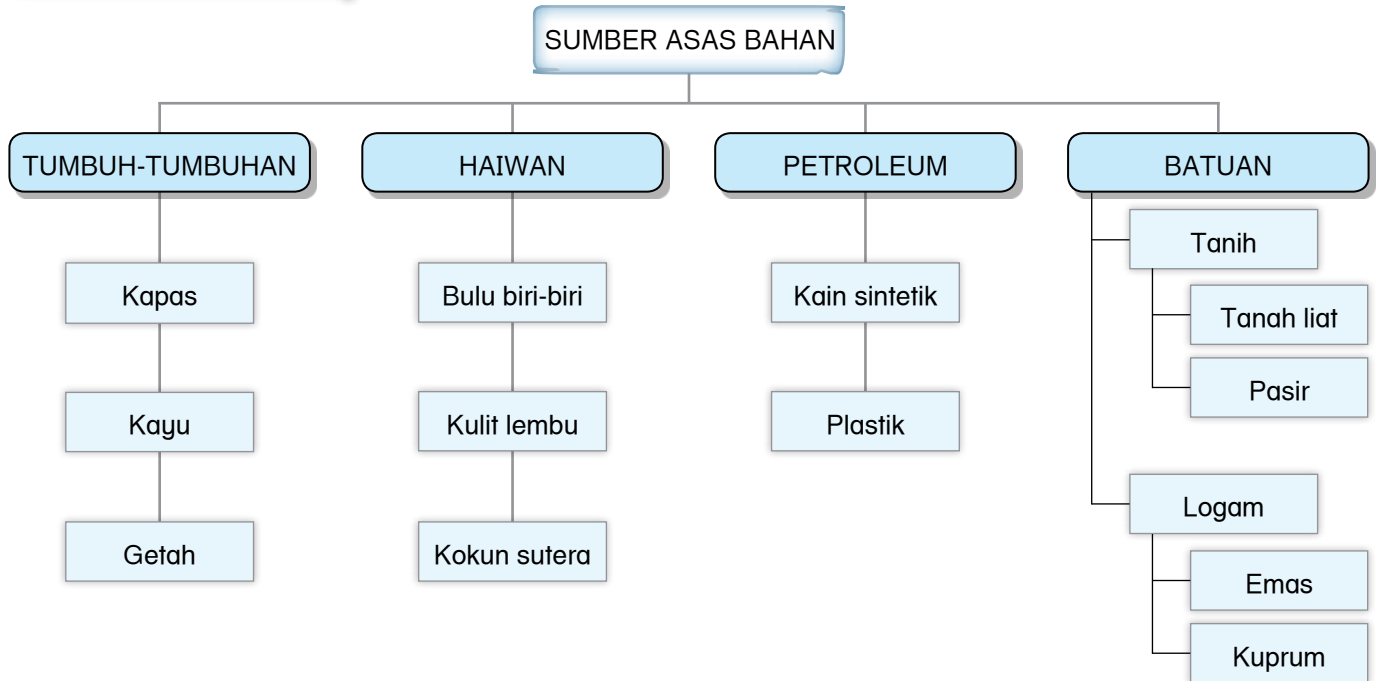 SUMBER ASAS BAHAN
TUMBUH-TUMBUHAN
Kapas
Kayu
Getah
HAIWAN
Bulu biri-biri
Kulit lembu
Kokun sutera
PETROLEUM
Kain sintetik
Plastik
BATUAN
Tanih
Tanah liat
Pasir
Logam
Emas
Kuprum